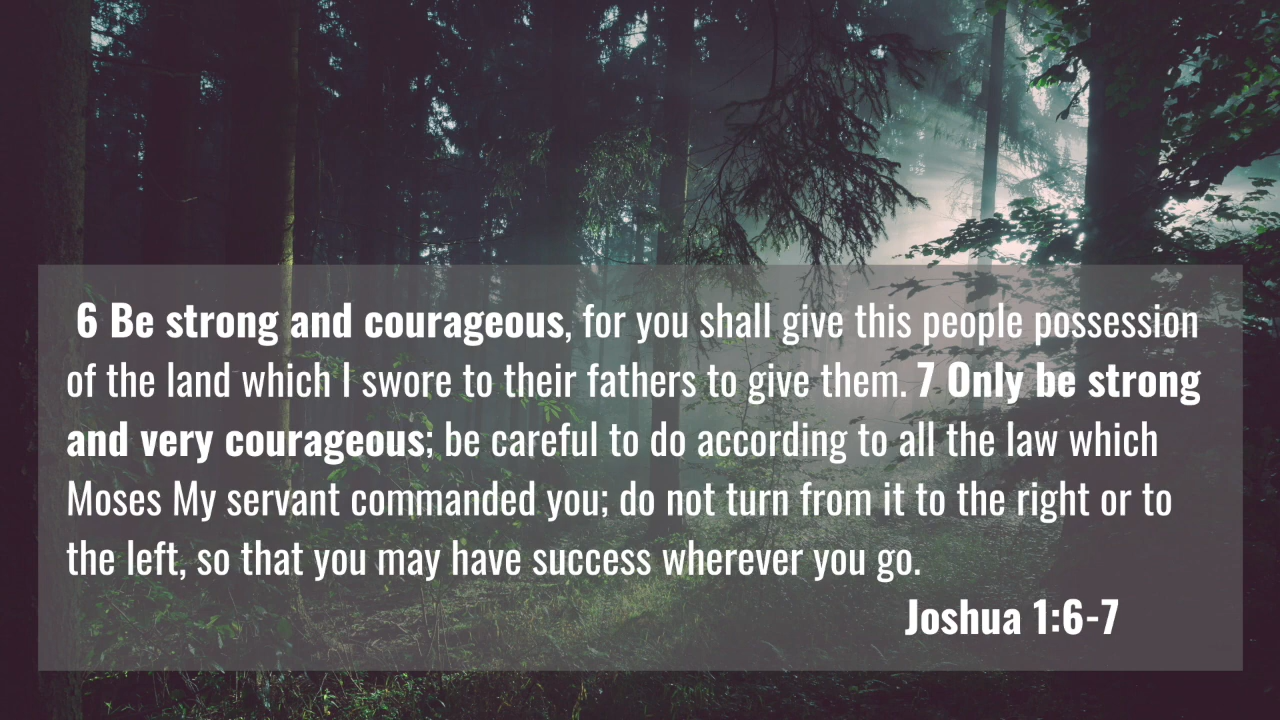 6 Be strong and courageous, for you shall give this people possession
of the land which I swore to their fathers to give them. 7 Only be strong
and very courageous; be careful to do according to all the law which
Moses My servant commanded you; do not turn from it to the right or to
the left, so that you may have success wherever you go.
Joshua 1:6-7